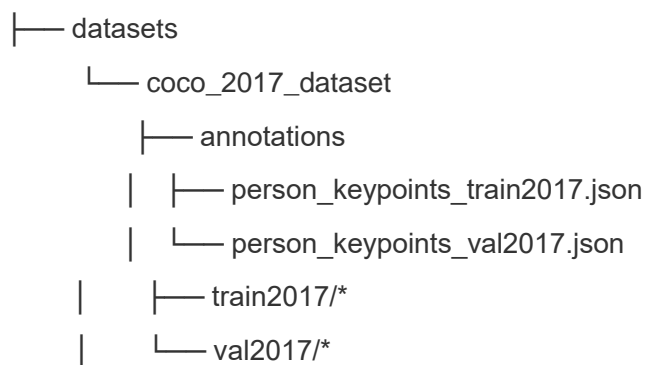 ├── datasets
└── coco_2017_dataset
├── annotations
│ ├── person_keypoints_train2017.json
│ └── person_keypoints_val2017.json
│ ├── train2017/*
│ └── val2017/*